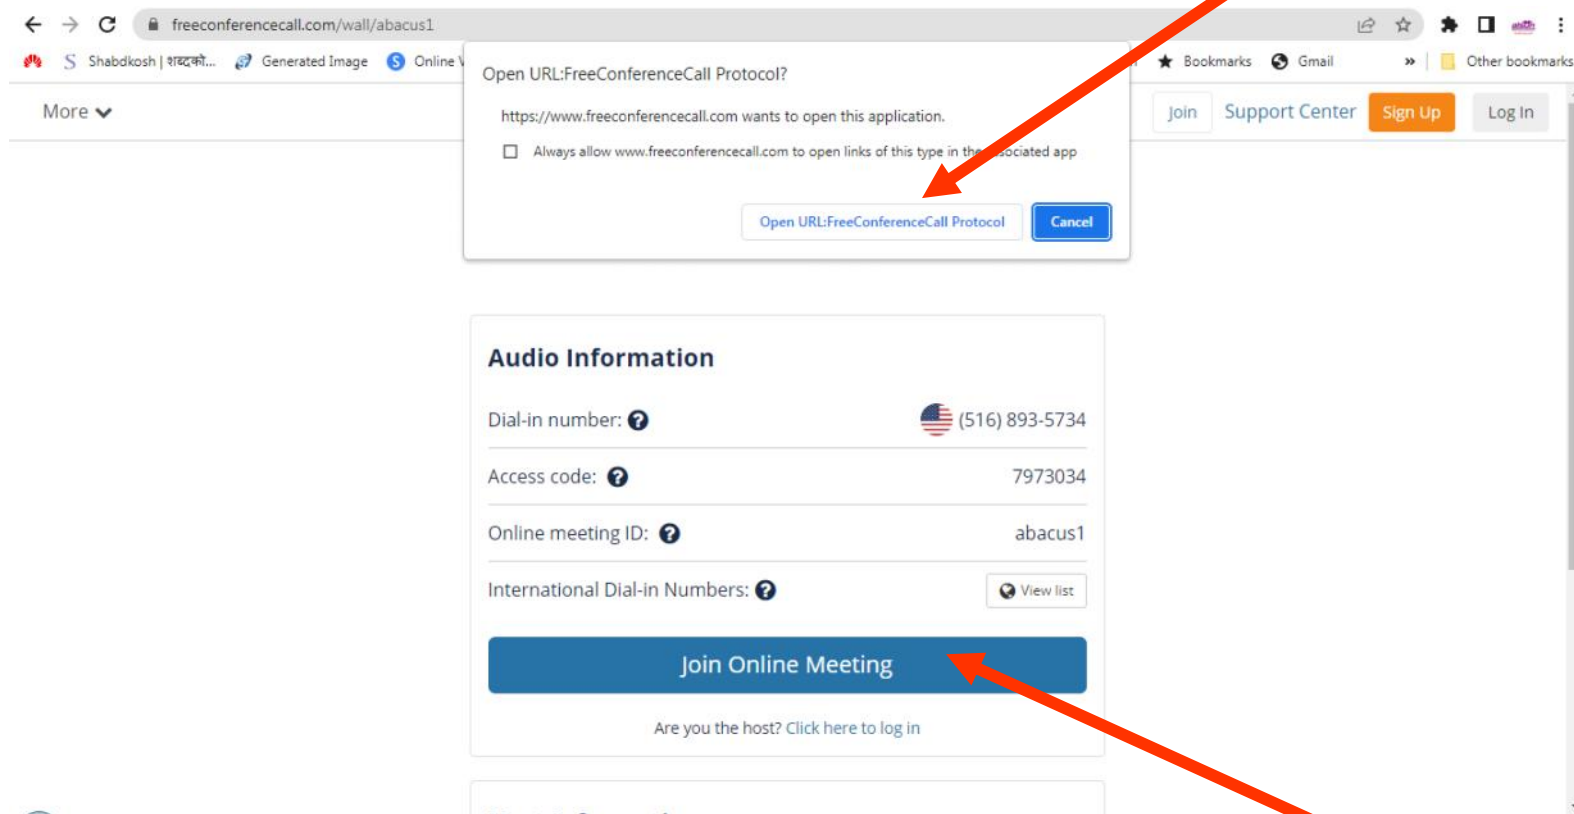 freeconferencecall.com/wall/abacus1
Shabdkosh | शब्दको... Generated Image Online Bookmarks Gmail » Other bookmarks
Open URL:FreeConferenceCall Protocol?
https://www.freeconferencecall.com wants to open this application.
Always allow www.freeconferencecall.com to open links of this type in the associated app
Open URL:FreeConferenceCall Protocol Cancel
More Join Support Center Sign Up Log In
Audio Information
Dial-in number: (516) 893-5734
Access code: 7973034
Online meeting ID: abacus1
International Dial-in Numbers: View list
Join Online Meeting
Are you the host? Click here to log in